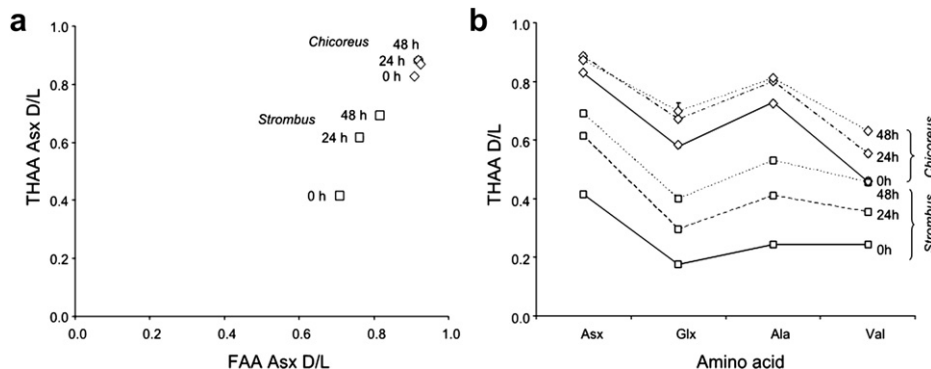 a
1.0
0.8
0.6
0.4
0.2
0.0
THAA Asx D/L
Chicoreus
48 h
24 h
0 h
Strombus
48 h
24 h
0 h
0.0 0.2 0.4 0.6 0.8 1.0
FAA Asx D/L
b
1.0
0.8
0.6
0.4
0.2
0.0
THAA D/L
48h
24h
0h
Chicoreus
48h
24h
0h
Strombus
Asx Glx Ala Val
Amino acid